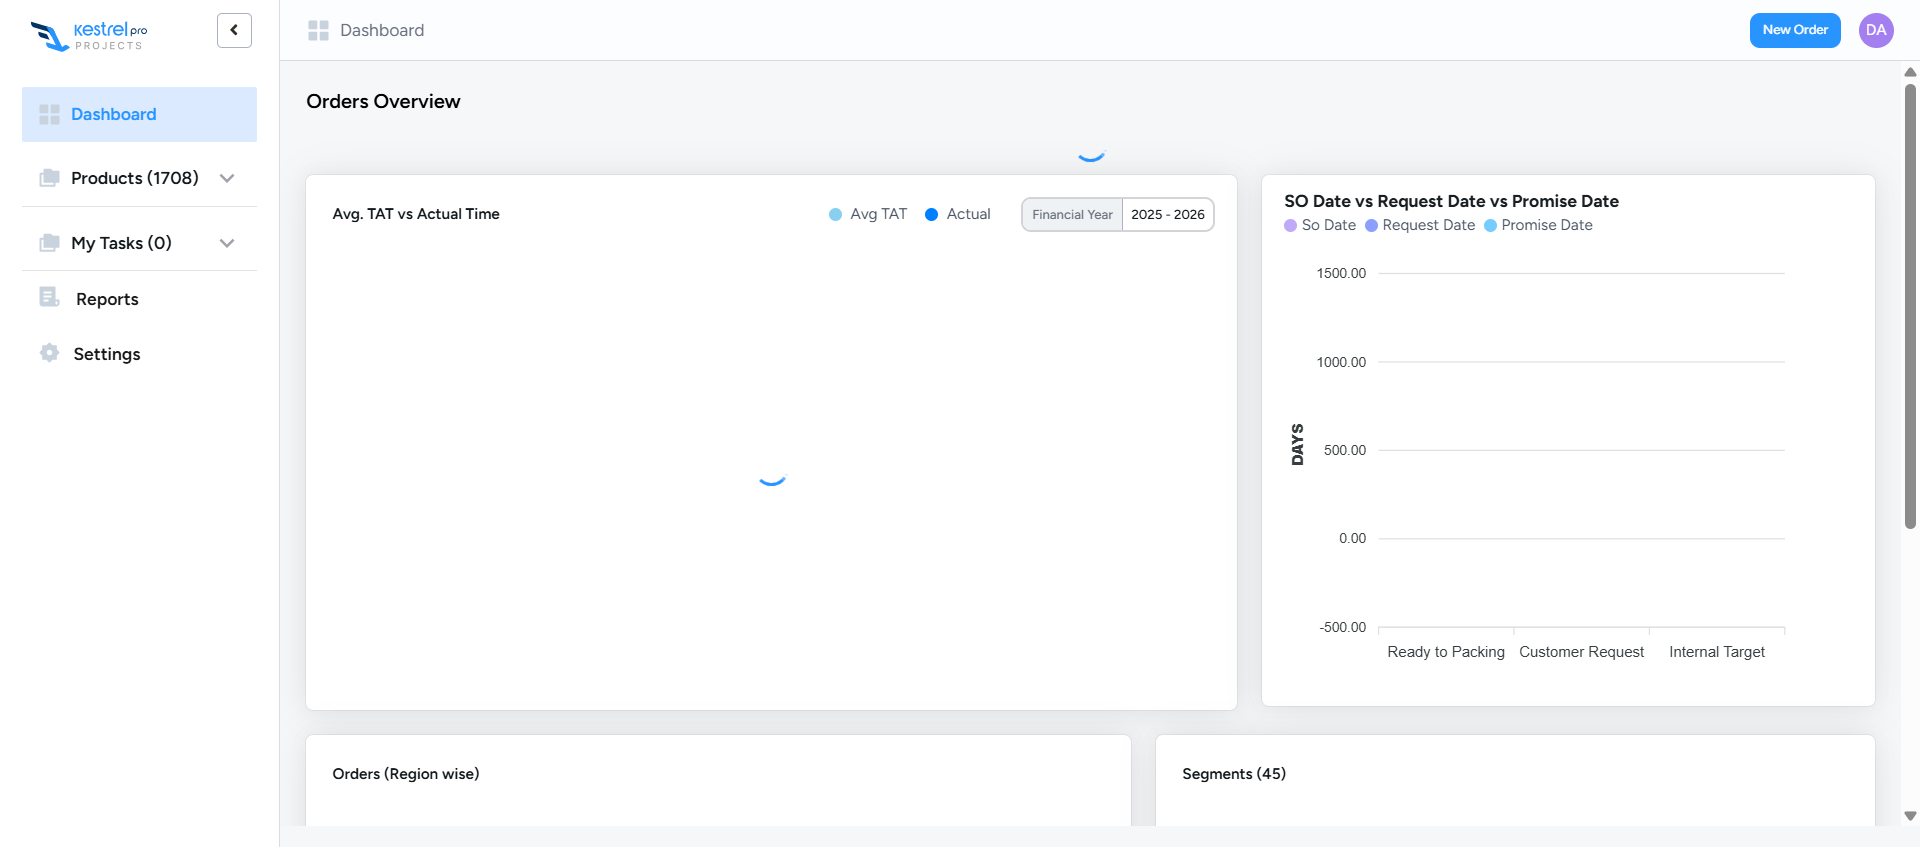 Kestrel pro
PROJECTS
Dashboard
Products (1708)
My Tasks (0)
Reports
Settings
Dashboard
New Order
DA
Orders Overview
Avg. TAT vs Actual Time
Avg TAT
Actual
Financial Year
2025 - 2026
SO Date vs Request Date vs Promise Date
So Date
Request Date
Promise Date
1500.00
1000.00
500.00
0.00
-500.00
DAYS
Ready to Packing
Customer Request
Internal Target
Orders (Region wise)
Segments (45)